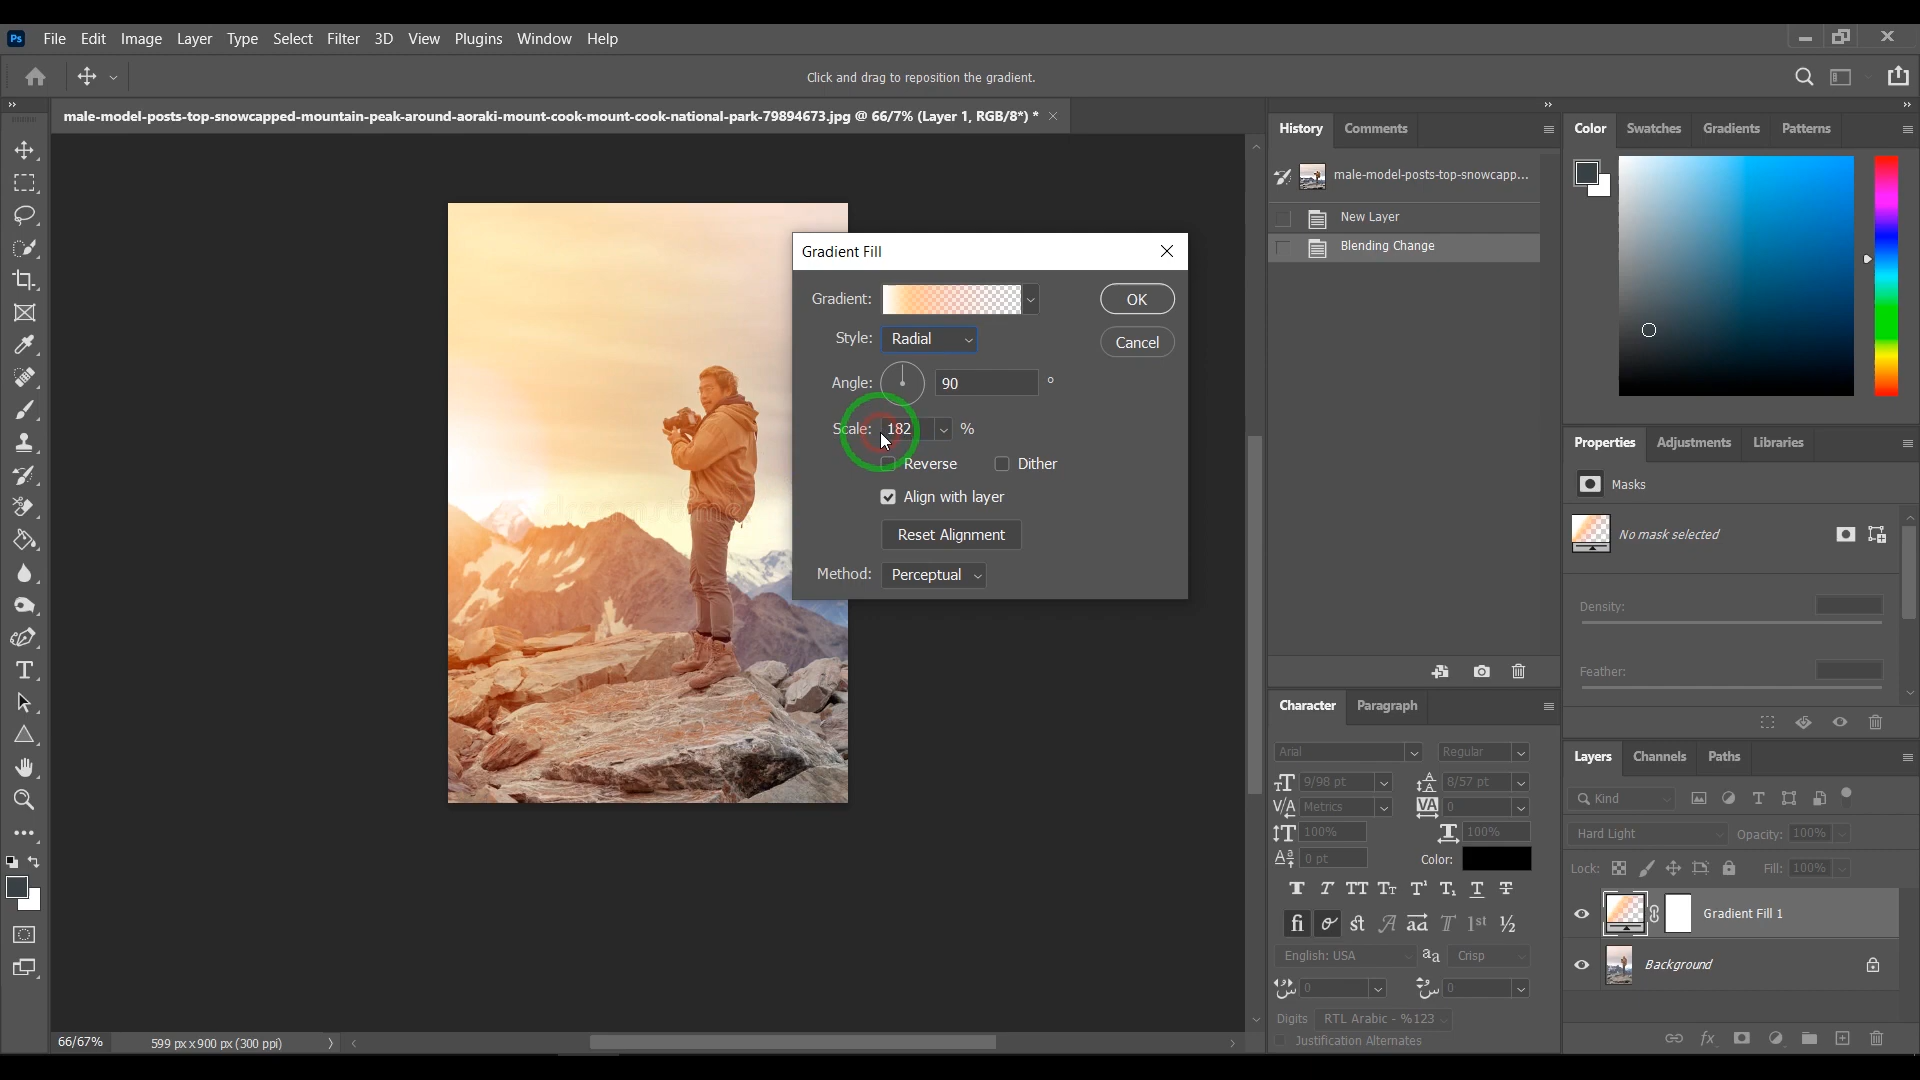 File Edit Image Layer Type Select Filter 3D View Plugins Window Help
Click and drag to reposition the gradient.
male-model-posts-top-snowcapped-mountain-peak-around-aoraki-mount-cook-mount-cook-national-park-79894673.jpg @ 66/7% (Layer 1, RGB/8*) *
History Comments
male-model-posts-top-snowcapp...
New Layer
Blending Change
Color Swatches Gradients Patterns
Gradient Fill
Gradient:
OK
Style: Radial
Cancel
Angle: 90 °
Scale: 182 %
Reverse Dither
Align with layer
Reset Alignment
Method: Perceptual
Properties Adjustments Libraries
Masks
No mask selected
Density:
Feather:
Character Paragraph
Arial Regular
9/98 pt 8/57 pt
Metrics 0
100% 100%
0 pt Color:
English: USA Crisp
0 0
Digits RTL Arabic - %123
Justification Alternates
Layers Channels Paths
Kind
Hard Light Opacity: 100%
Lock: Fill: 100%
Gradient Fill 1
Background
66/67% 599 px x 900 px (300 ppi)